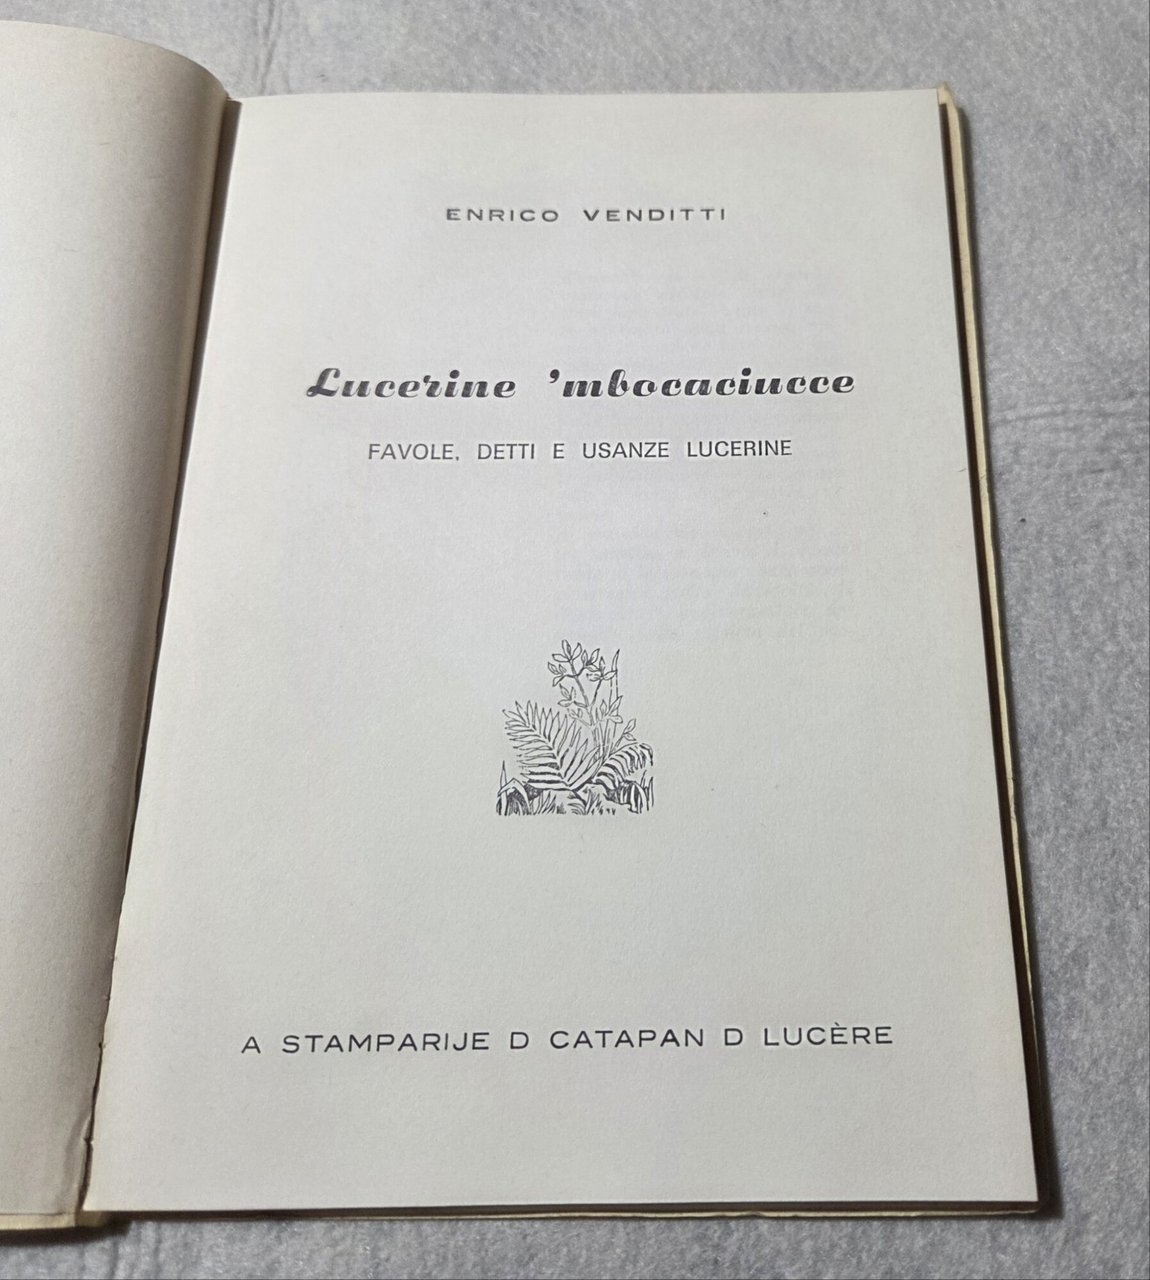 ENRICO VENDITTI
Lucerine 'mbocaciucce
FAVOLE, DETTI E USANZE LUCERINE
A STAMPARIJE D CATAPAN D LUCÈRE